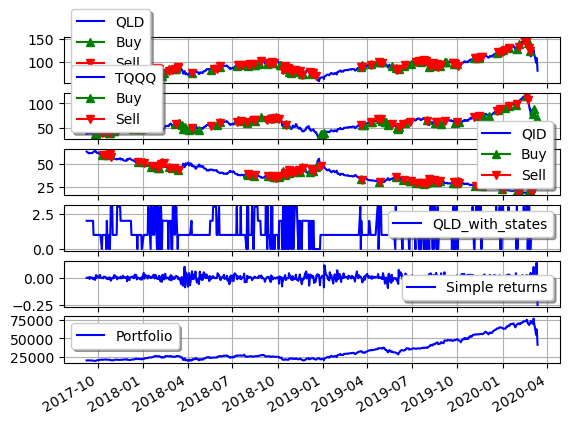 QLD
Buy
Sell
150
100
TQQQ
Buy
Sell
100
50
QID
Buy
Sell
50
25
QLD_with_states
2.5
0.0
Simple returns
0.00
−0.25
Portfolio
75000
50000
25000
2017-10
2018-01
2018-04
2018-07
2018-10
2019-01
2019-04
2019-07
2019-10
2020-01
2020-04